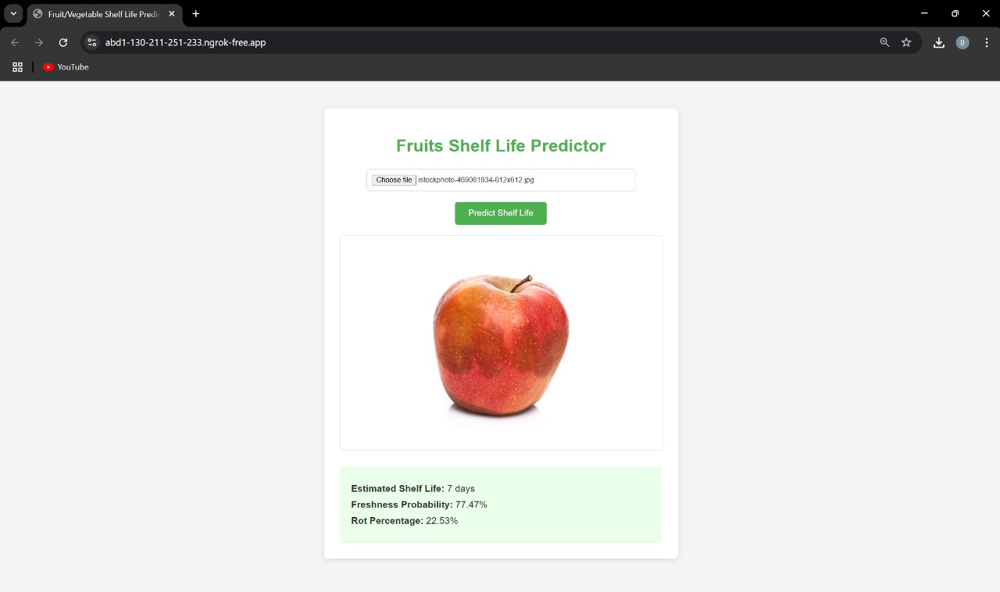 Fruit/Vegetable Shelf Life Predic
abd1-130-211-251-233.ngrok-free.app
B
YouTube
Fruits Shelf Life Predictor
Choose file istockphoto-469081934-612x612.jpg
Predict Shelf Life
Estimated Shelf Life: 7 days
Freshness Probability: 77.47%
Rot Percentage: 22.53%